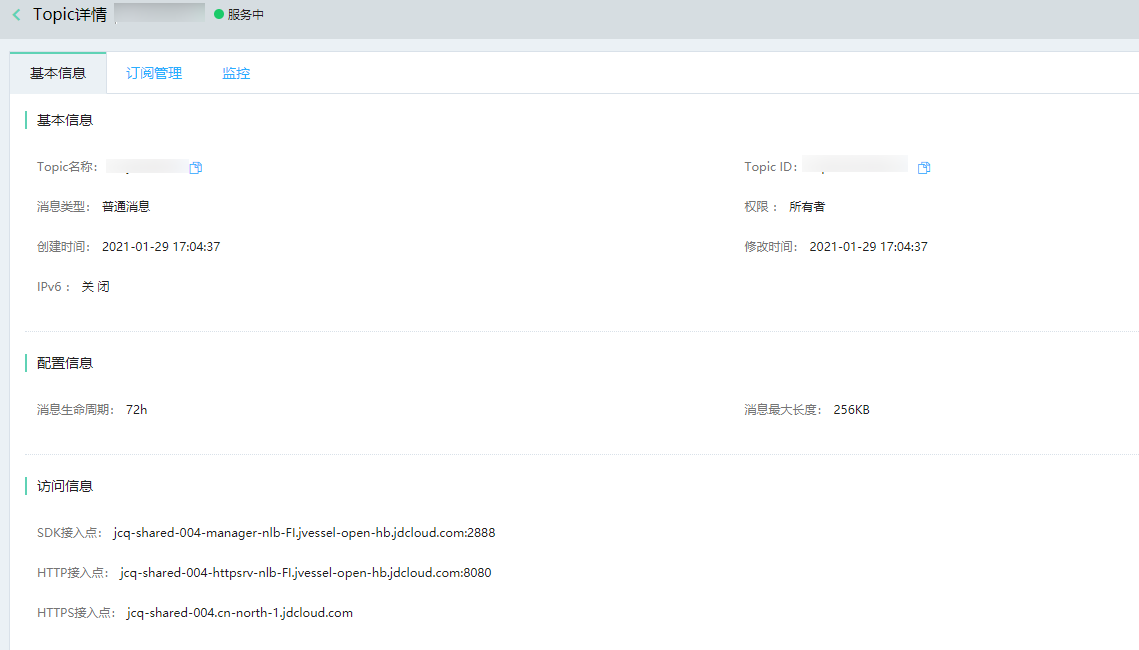 Topic详情 服务中
基本信息 订阅管理 监控
基本信息
Topic名称: Topic ID:
消息类型: 普通消息 权限: 所有者
创建时间: 2021-01-29 17:04:37 修改时间: 2021-01-29 17:04:37
IPv6: 关闭
配置信息
消息生命周期: 72h 消息最大长度: 256KB
访问信息
SDK接入点: jcq-shared-004-manager-nlb-FI.jvessel-open-hb.jdcloud.com:2888
HTTP接入点: jcq-shared-004-httpsrv-nlb-FI.jvessel-open-hb.jdcloud.com:8080
HTTPS接入点: jcq-shared-004.cn-north-1.jdcloud.com